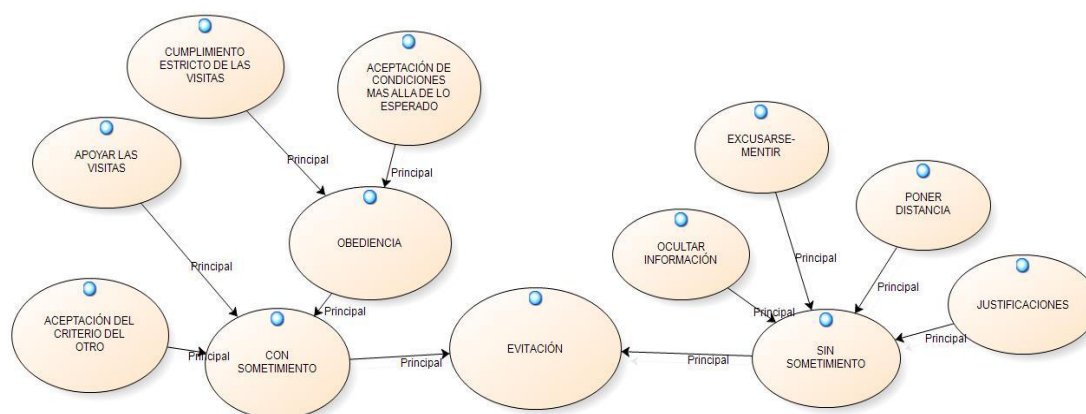 CUMPLIMIENTO
ESTRICTO DE LAS
VISITAS
ACEPTACIÓN DE
CONDICIONES
MAS ALLA DE LO
ESPERADO
APOYAR LAS
VISITAS
Principal
Principal
OBEDIENCIA
Principal
Principal
ACEPTACIÓN DEL
CRITERIO DEL
OTRO
Principal
CON
SOMETIMIENTO
Principal
EVITACIÓN
EXCUSARSE-
MENTIR
PONER
DISTANCIA
OCULTAR
INFORMACIÓN
Principal
Principal
Principal
JUSTIFICACIONES
Principal
SIN
SOMETIMIENTO
Principal